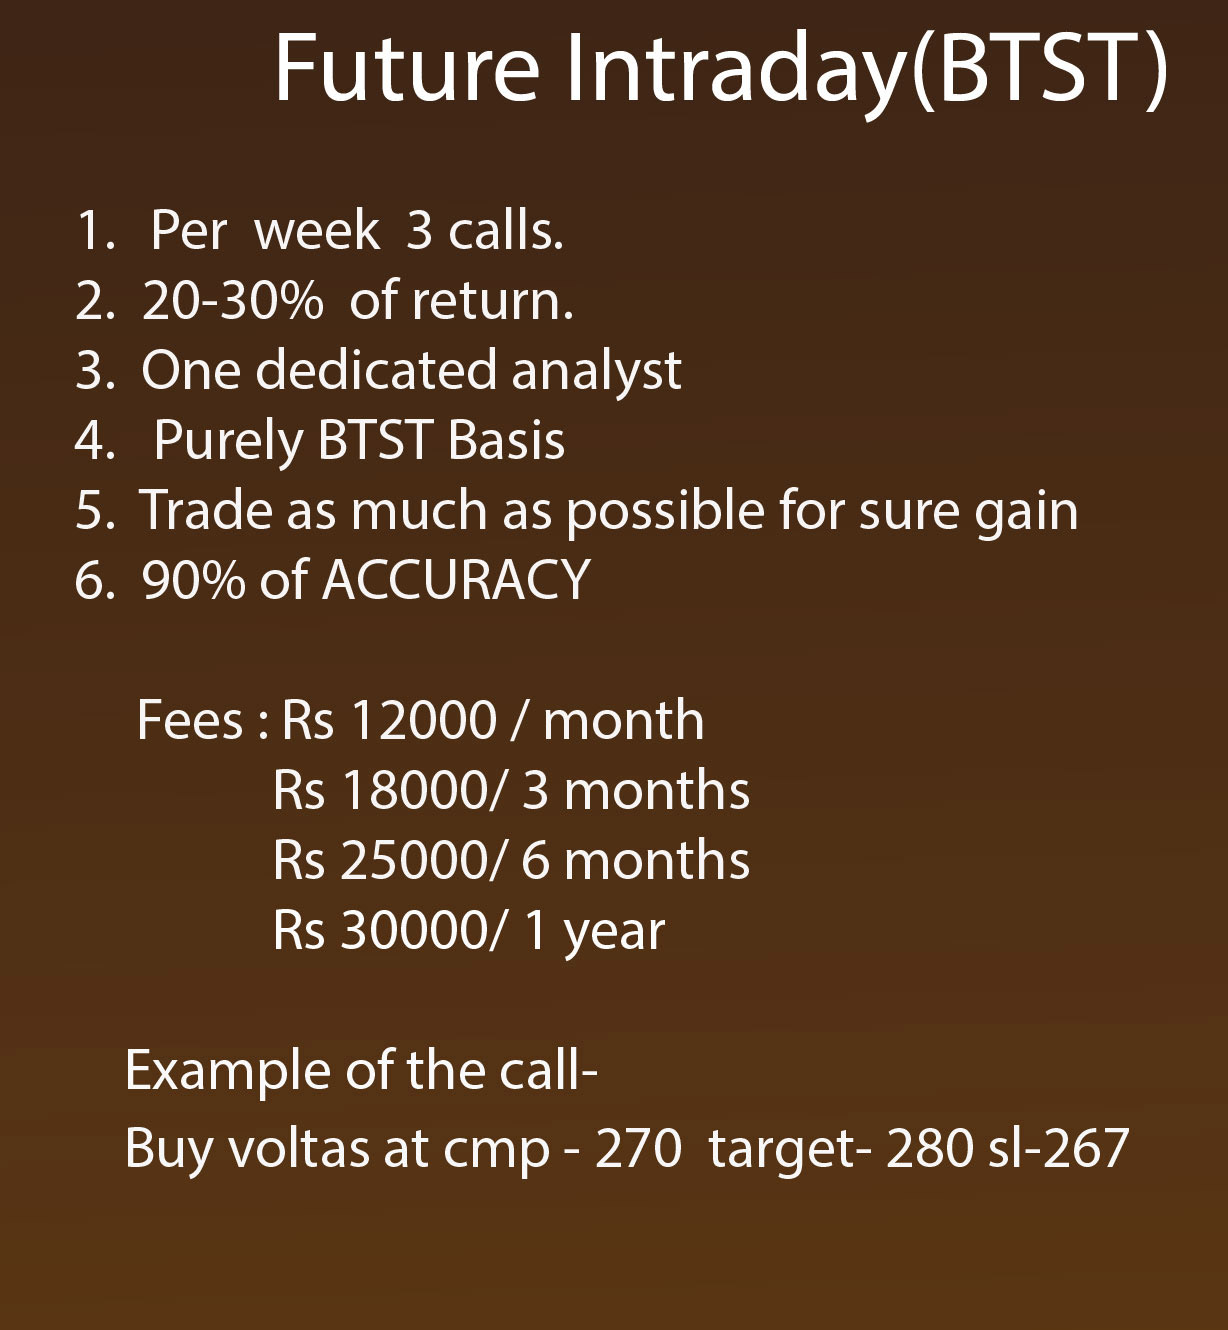 Future Intraday(BTST)
1. Per week 3 calls.
2. 20-30% of return.
3. One dedicated analyst
4. Purely BTST Basis
5. Trade as much as possible for sure gain
6. 90% of ACCURACY
Fees : Rs 12000 / month
Rs 18000/ 3 months
Rs 25000/ 6 months
Rs 30000/ 1 year
Example of the call-
Buy voltas at cmp - 270 target- 280 sl-267